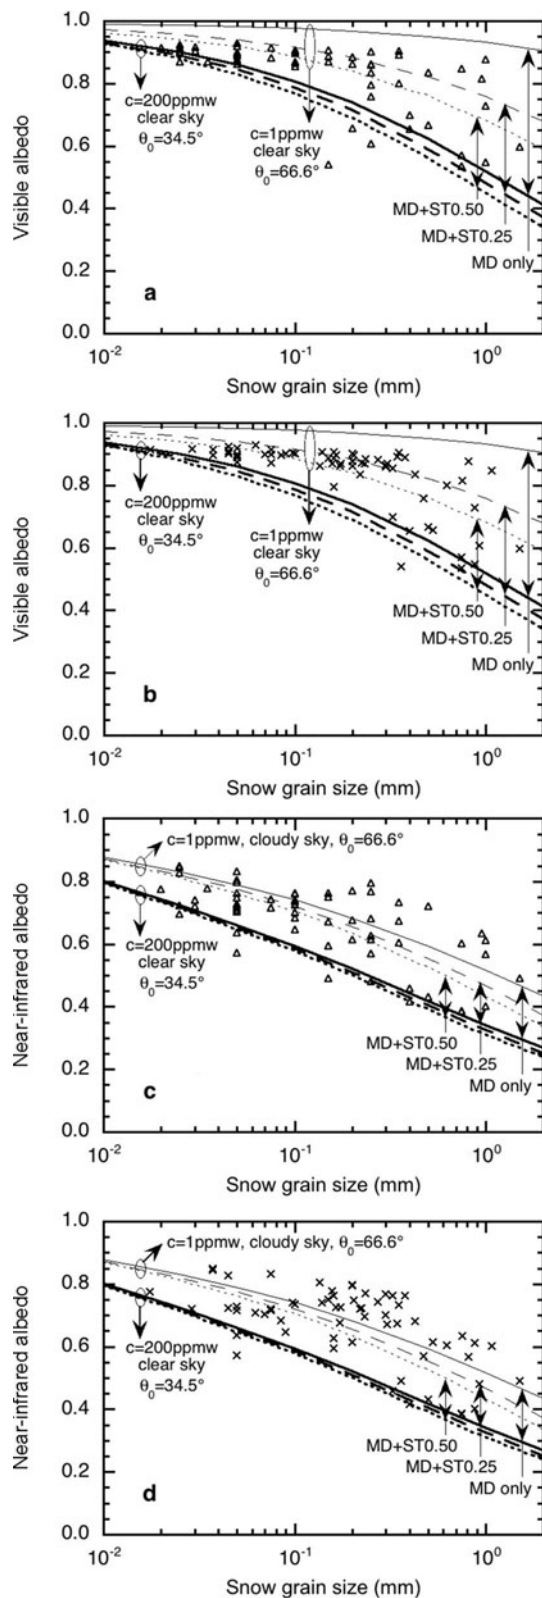 1.0
0.8
0.6
0.4
0.2
0.0
Visible albedo
c=200ppmw
clear sky
θ0=34.5°
c=1ppmw
clear sky
θ0=66.6°
MD+ST0.50
MD+ST0.25
MD only
a
10-2
10-1
100
Snow grain size (mm)
1.0
0.8
0.6
0.4
0.2
0.0
Visible albedo
c=200ppmw
clear sky
θ0=34.5°
c=1ppmw
clear sky
θ0=66.6°
MD+ST0.50
MD+ST0.25
MD only
b
10-2
10-1
100
Snow grain size (mm)
1.0
0.8
0.6
0.4
0.2
0.0
Near-infrared albedo
c=1ppmw, cloudy sky, θ0=66.6°
c=200ppmw
clear sky
θ0=34.5°
MD+ST0.50
MD+ST0.25
MD only
c
10-2
10-1
100
Snow grain size (mm)
1.0
0.8
0.6
0.4
0.2
0.0
Near-infrared albedo
c=1ppmw, cloudy sky, θ0=66.6°
c=200ppmw
clear sky
θ0=34.5°
MD+ST0.50
MD+ST0.25
MD only
d
10-2
10-1
100
Snow grain size (mm)